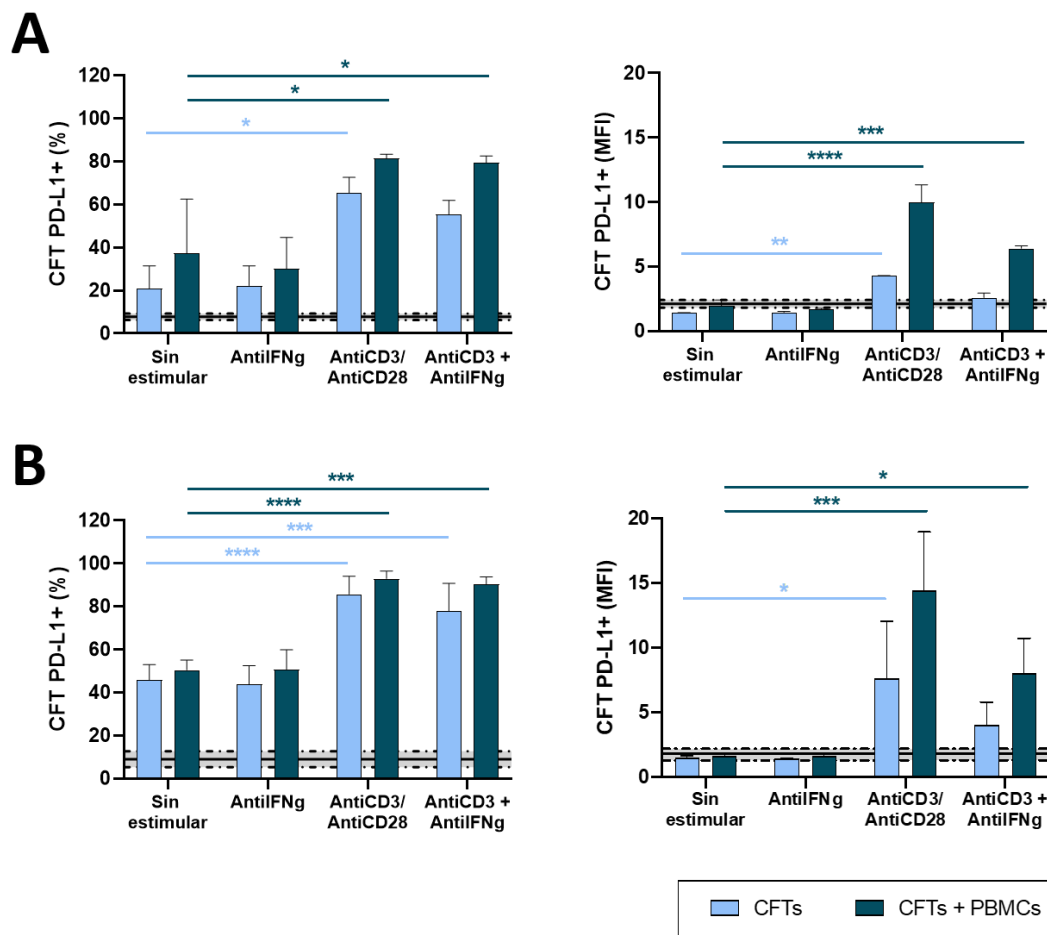 A
CFT PD-L1+ (%)
120
100
80
60
40
20
0
*
*
*
Sin estimular
AntiIFNg
AntiCD3/ AntiCD28
AntiCD3 + AntiIFNg
CFT PD-L1+ (MFI)
20
15
10
5
0
***
****
**
Sin estimular
AntiIFNg
AntiCD3/ AntiCD28
AntiCD3 + AntiIFNg
B
CFT PD-L1+ (%)
120
100
80
60
40
20
0
***
****
***
****
Sin estimular
AntiIFNg
AntiCD3/ AntiCD28
AntiCD3 + AntiIFNg
CFT PD-L1+ (MFI)
20
15
10
5
0
*
***
*
Sin estimular
AntiIFNg
AntiCD3/ AntiCD28
AntiCD3 + AntiIFNg
CFTs
CFTs + PBMCs